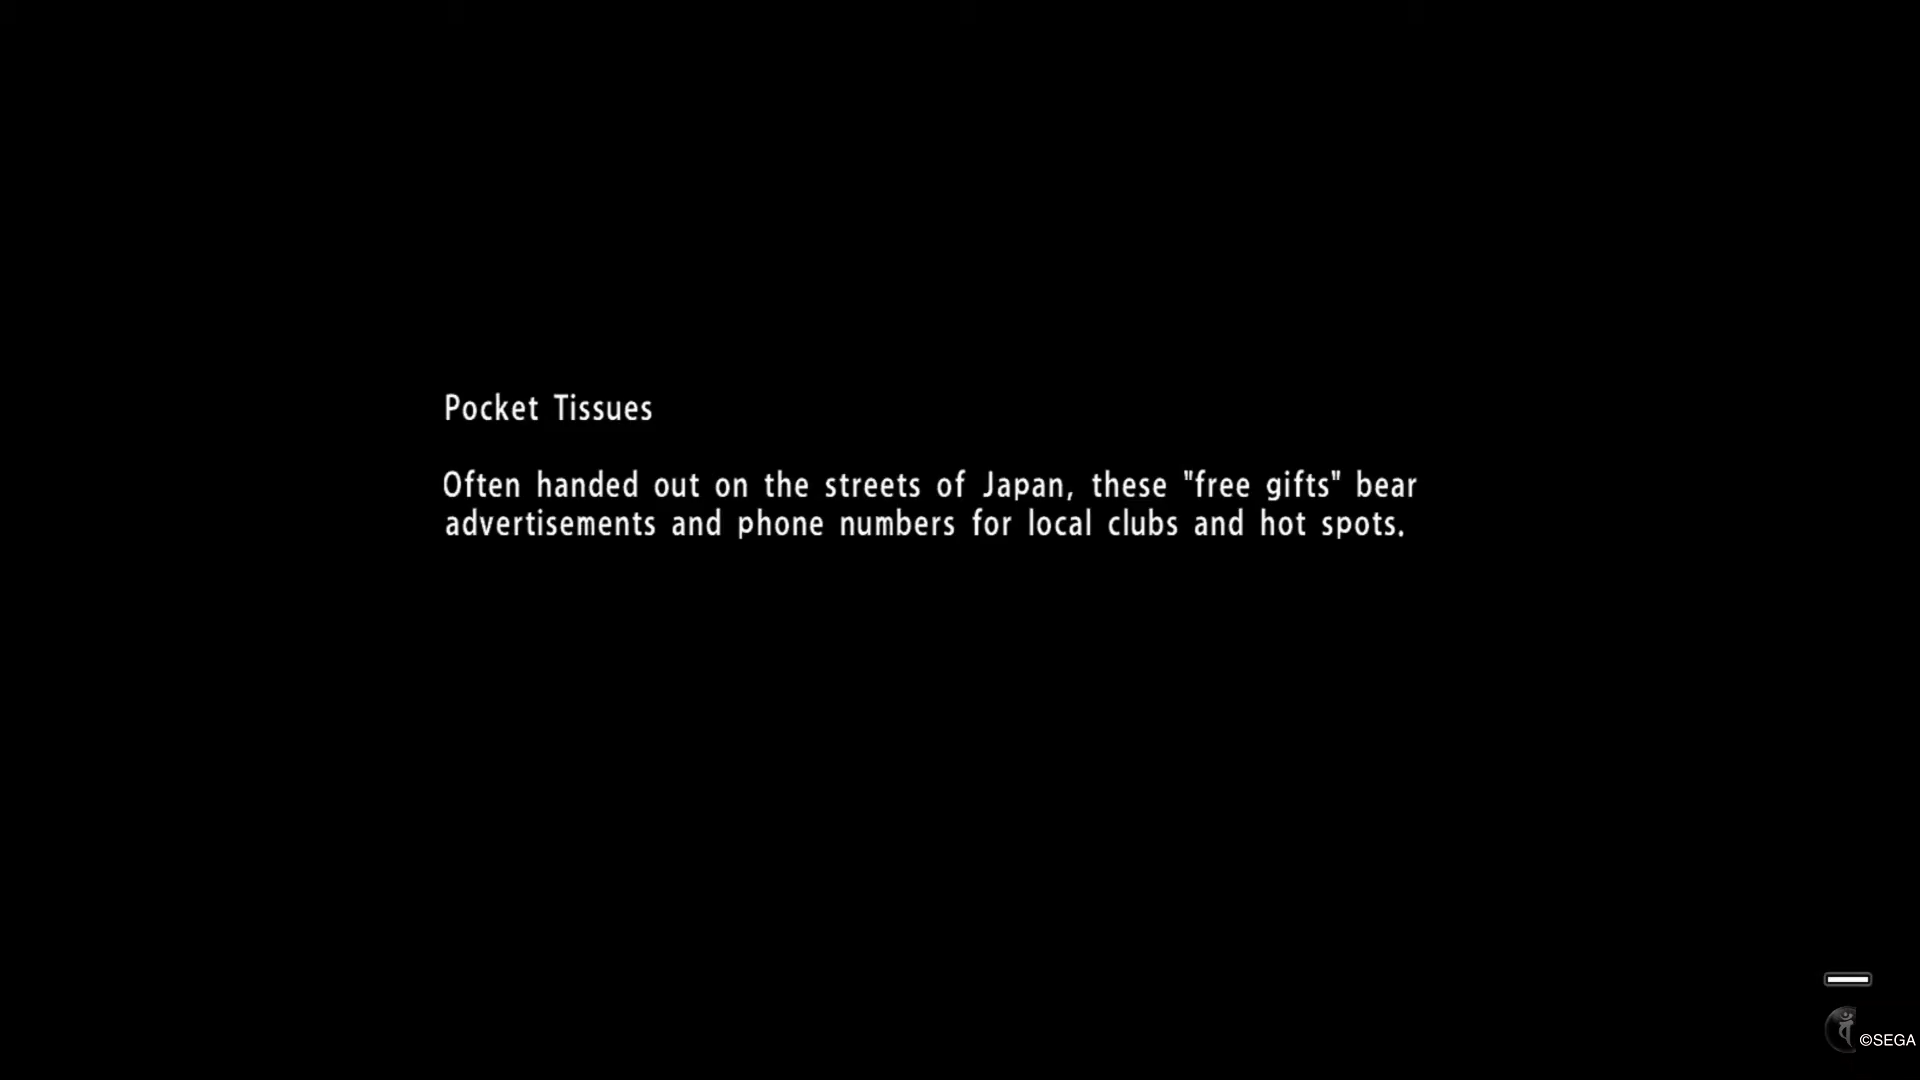 Pocket Tissues
Often handed out on the streets of Japan, these "free gifts" bear
advertisements and phone numbers for local clubs and hot spots.
©SEGA